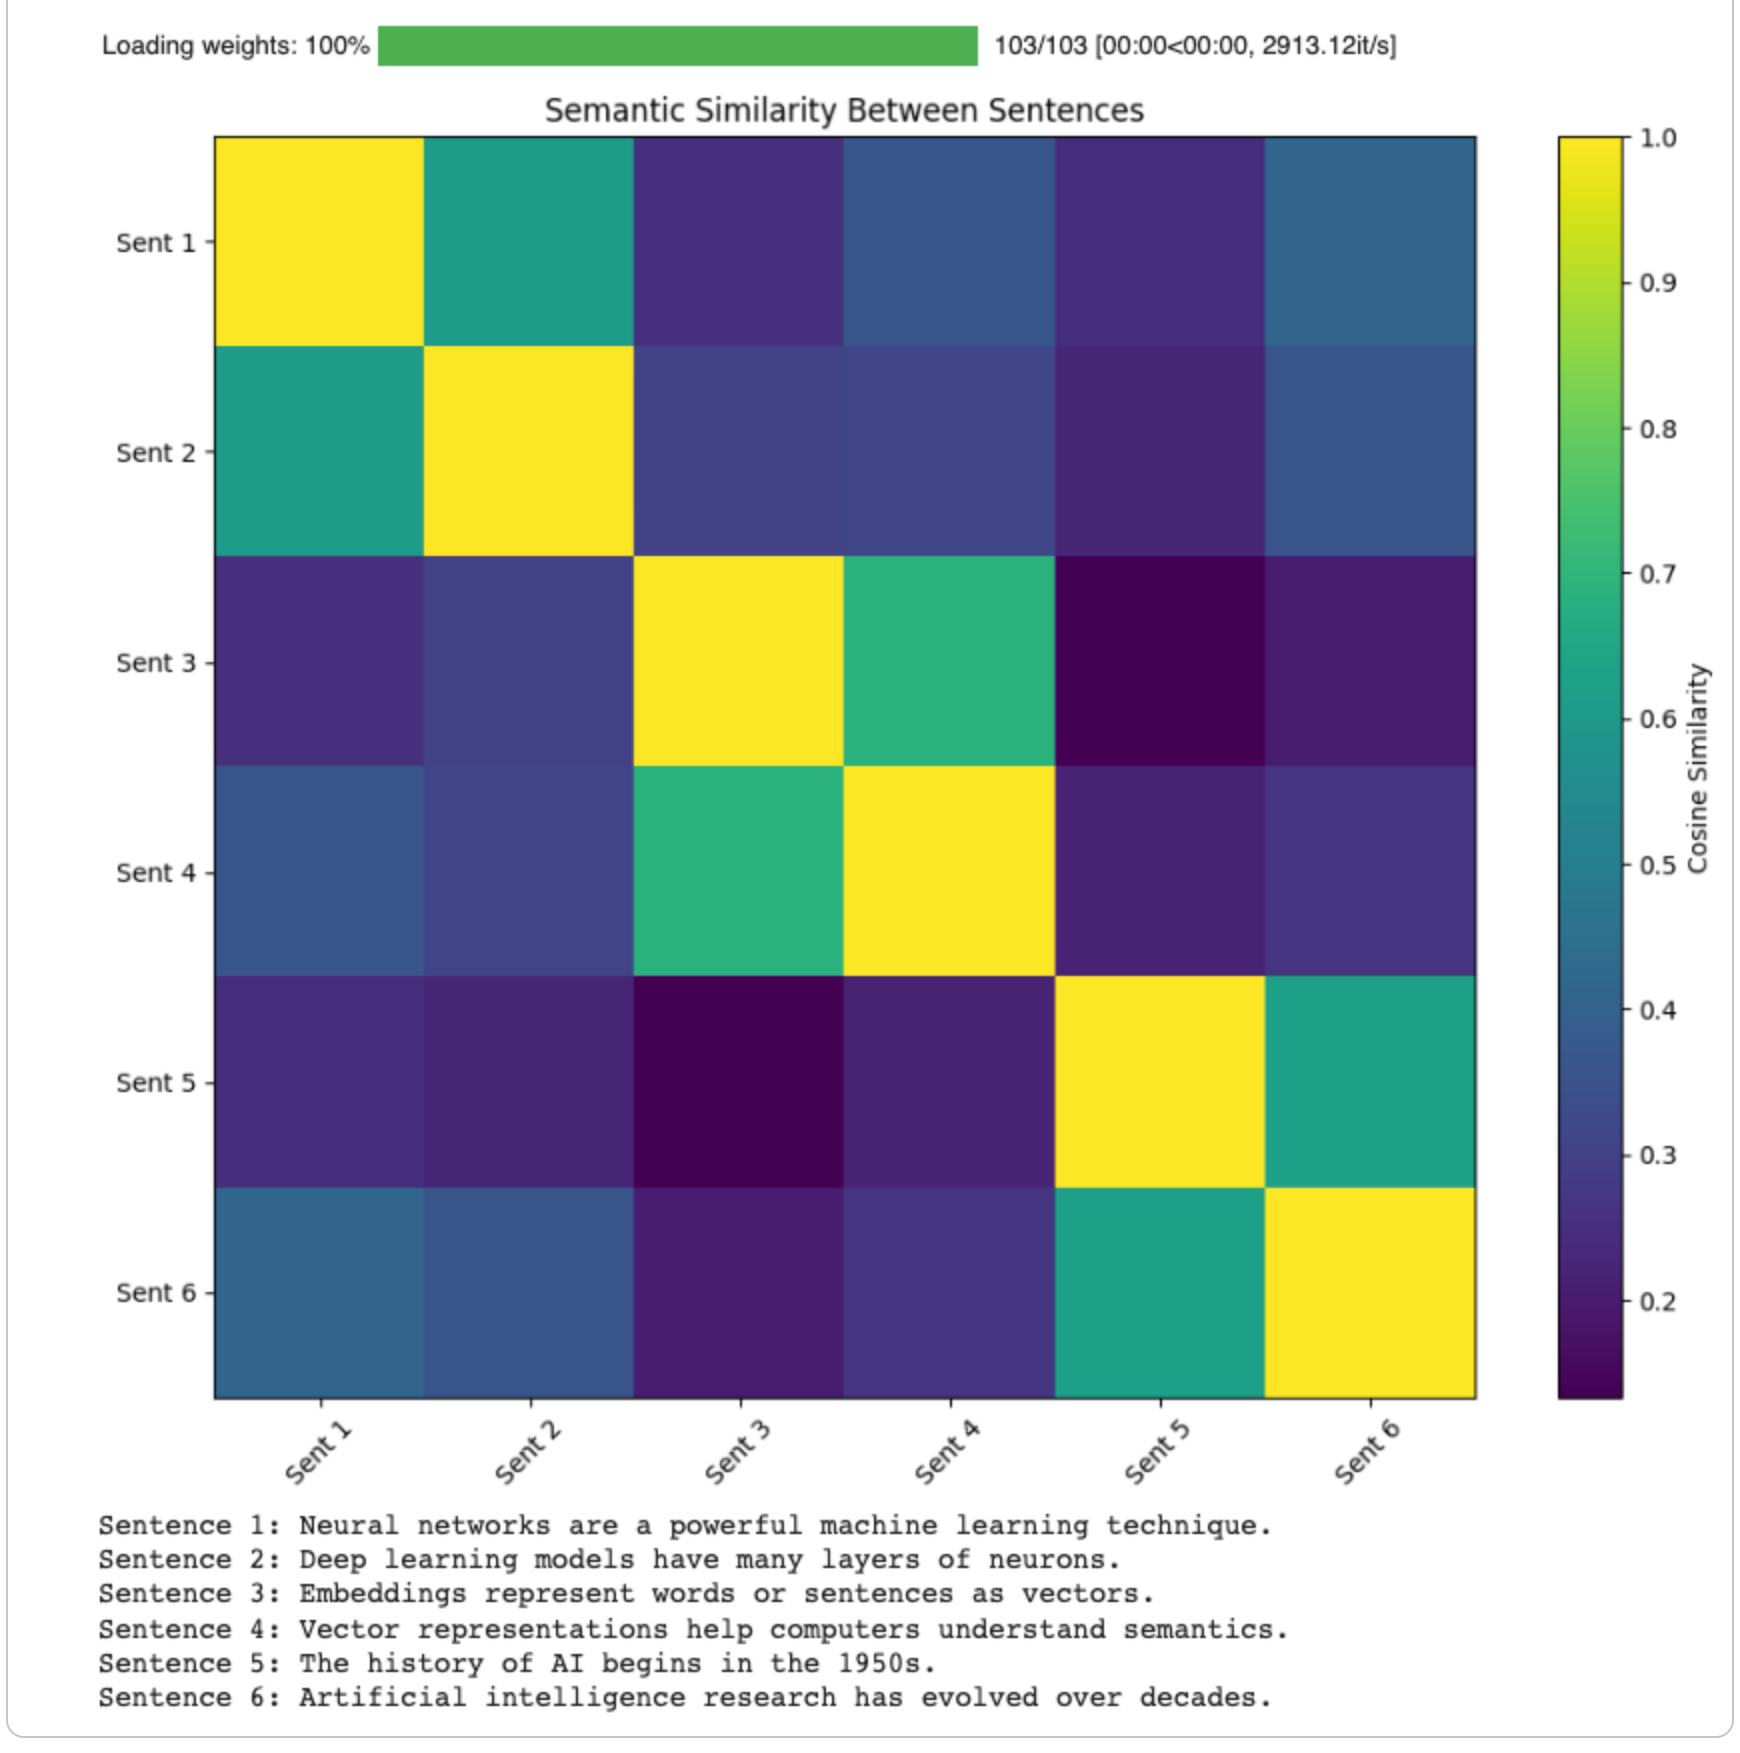 Loading weights: 100% 103/103 [00:00<00:00, 2913.12it/s]
Semantic Similarity Between Sentences
Sent 1
Sent 2
Sent 3
Sent 4
Sent 5
Sent 6
Sent 1 Sent 2 Sent 3 Sent 4 Sent 5 Sent 6
1.0
0.9
0.8
0.7
0.6
0.5
0.4
0.3
0.2
Cosine Similarity
Sentence 1: Neural networks are a powerful machine learning technique.
Sentence 2: Deep learning models have many layers of neurons.
Sentence 3: Embeddings represent words or sentences as vectors.
Sentence 4: Vector representations help computers understand semantics.
Sentence 5: The history of AI begins in the 1950s.
Sentence 6: Artificial intelligence research has evolved over decades.